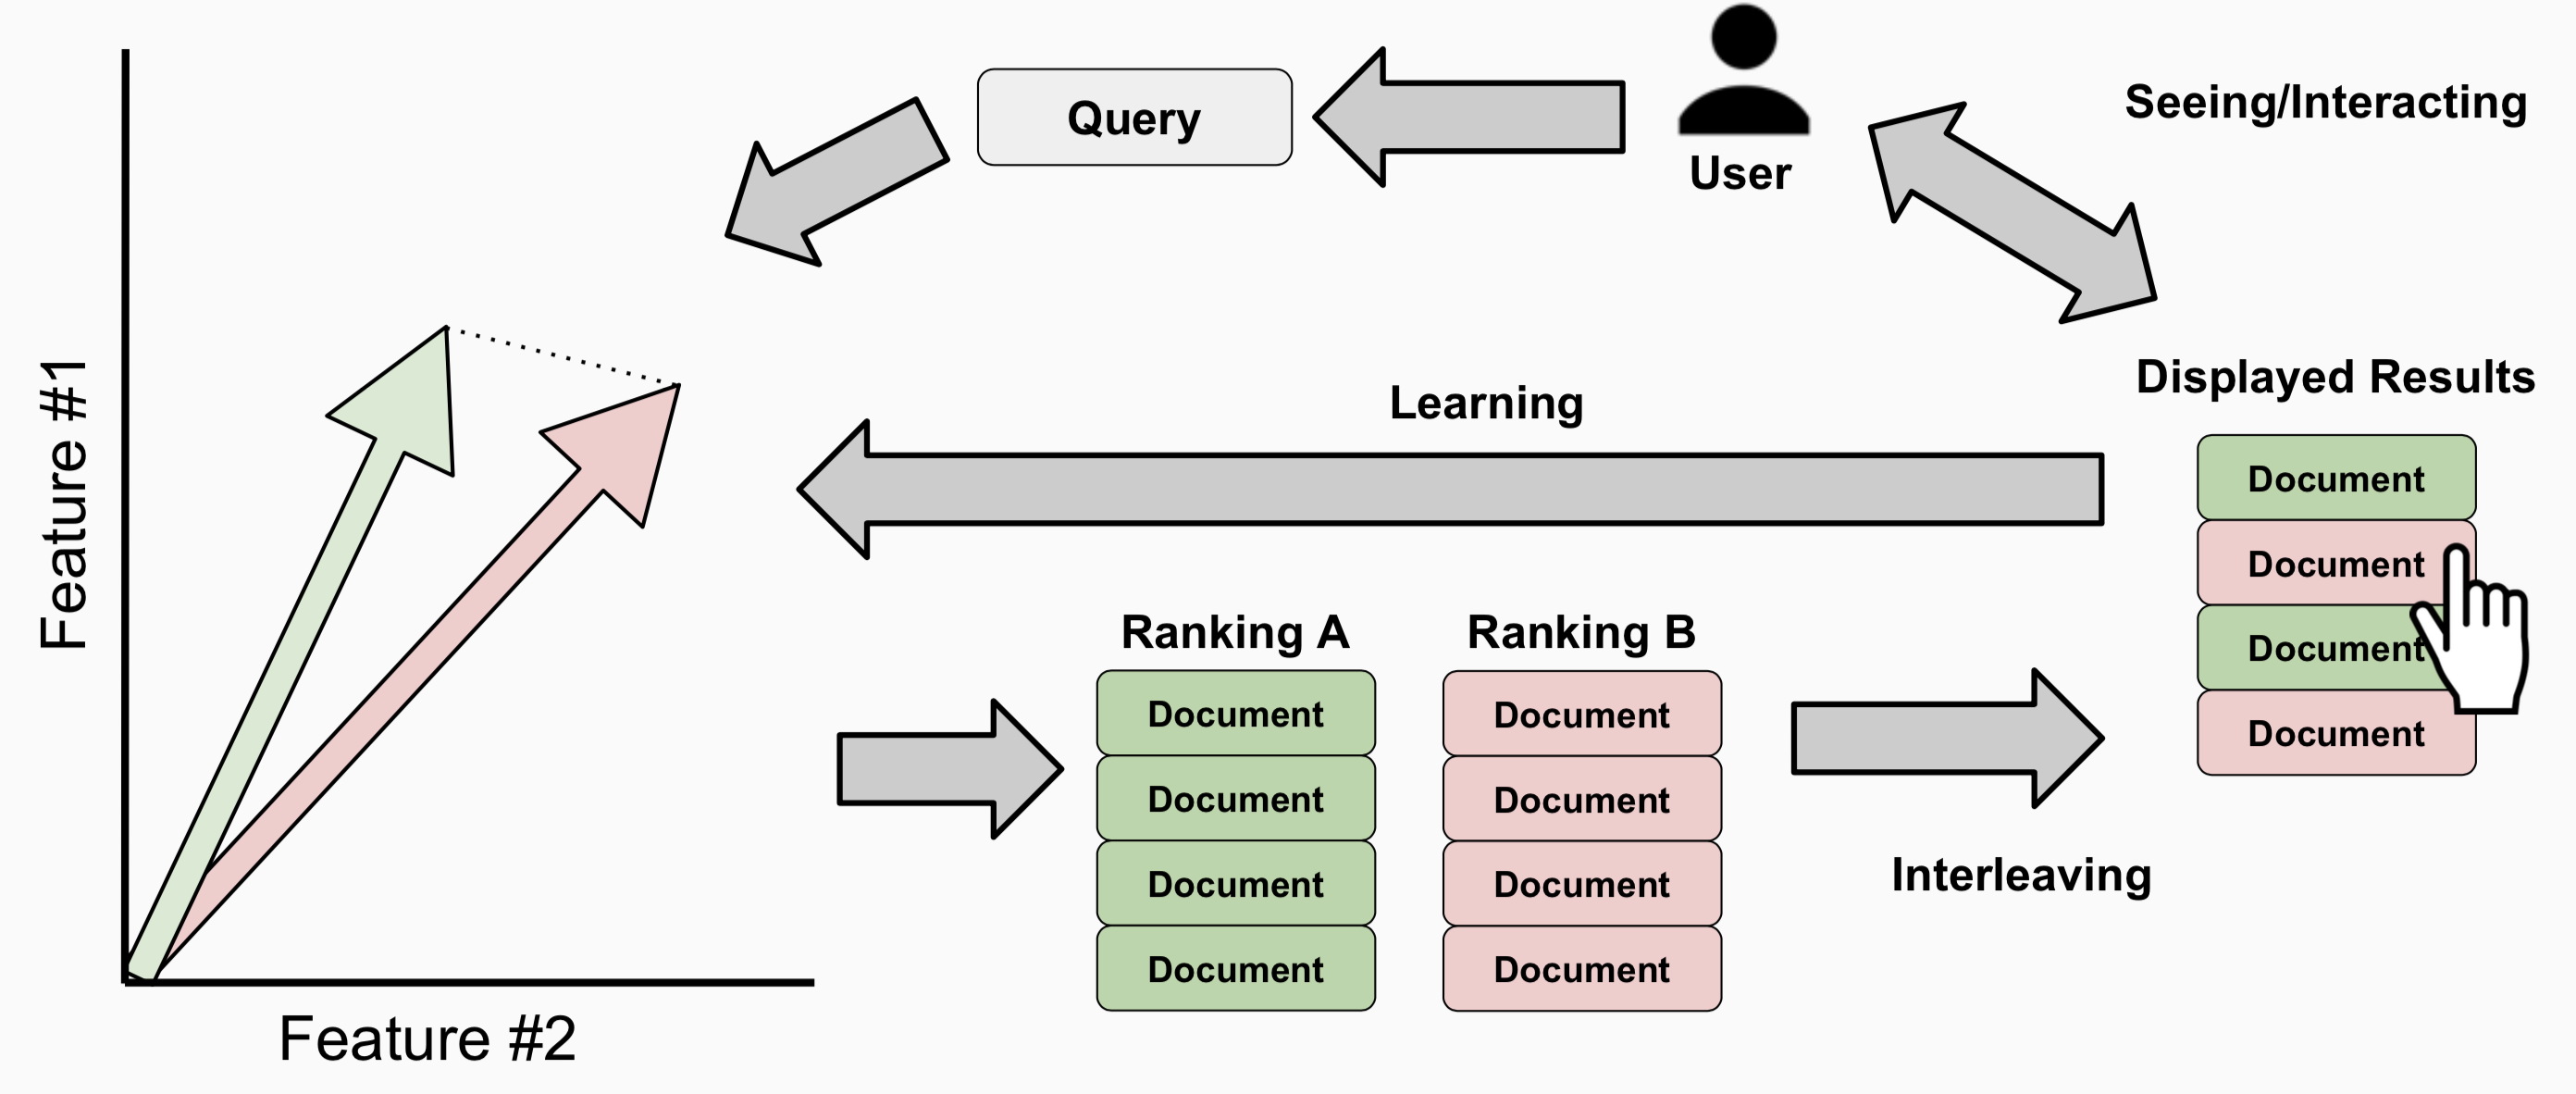 Query
User
Seeing/Interacting
Feature #1
Feature #2
Learning
Displayed Results
Document
Document
Document
Document
Ranking A
Document
Document
Document
Document
Ranking B
Document
Document
Document
Document
Interleaving